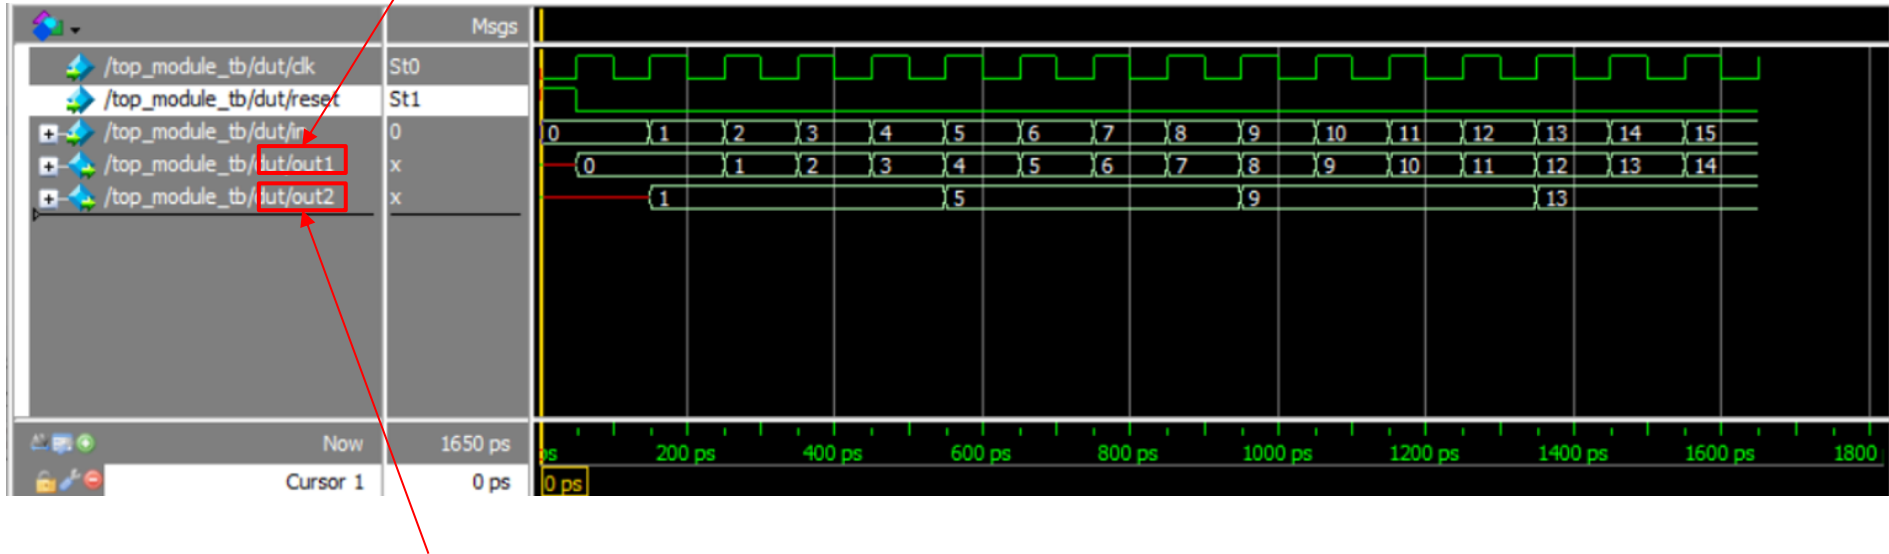 Msgs
/top_module_tb/dut/clk St0
/top_module_tb/dut/reset St1
/top_module_tb/dut/in 0 0 1 2 3 4 5 6 7 8 9 10 11 12 13 14 15
/top_module_tb/dut/out1 x 0 1 2 3 4 5 6 7 8 9 10 11 12 13 14
/top_module_tb/dut/out2 x 1 5 9 13
Now 1650 ps ps 200 ps 400 ps 600 ps 800 ps 1000 ps 1200 ps 1400 ps 1600 ps 1800
Cursor 1 0 ps 0 ps